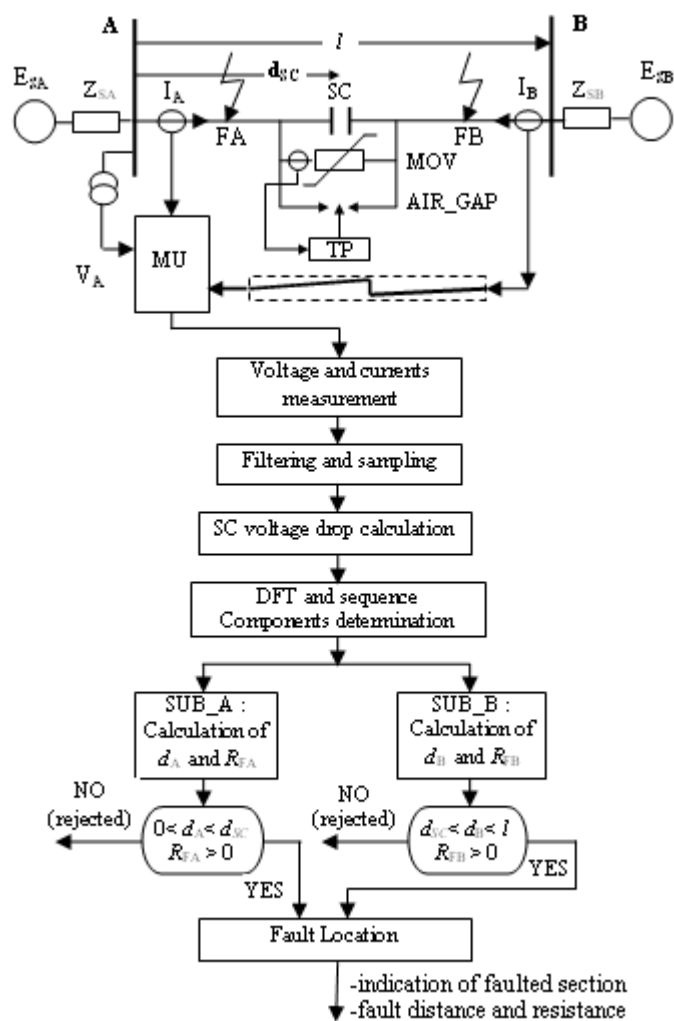 A
B
l
d_SC
E_SA
Z_SA
I_A
SC
I_B
Z_SB
E_SB
FA
FB
MOV
AIR_GAP
TP
V_A
MU
Voltage and currents
measurement
Filtering and sampling
SC voltage drop calculation
DFT and sequence
Components determination
SUB_A :
Calculation of
d_A and R_FA
SUB_B :
Calculation of
d_B and R_FB
NO
(rejected)
0< d_A< d_SC
R_FA > 0
YES
NO
(rejected)
d_SC< d_B< l
R_FB > 0
YES
Fault Location
-indication of faulted section
-fault distance and resistance